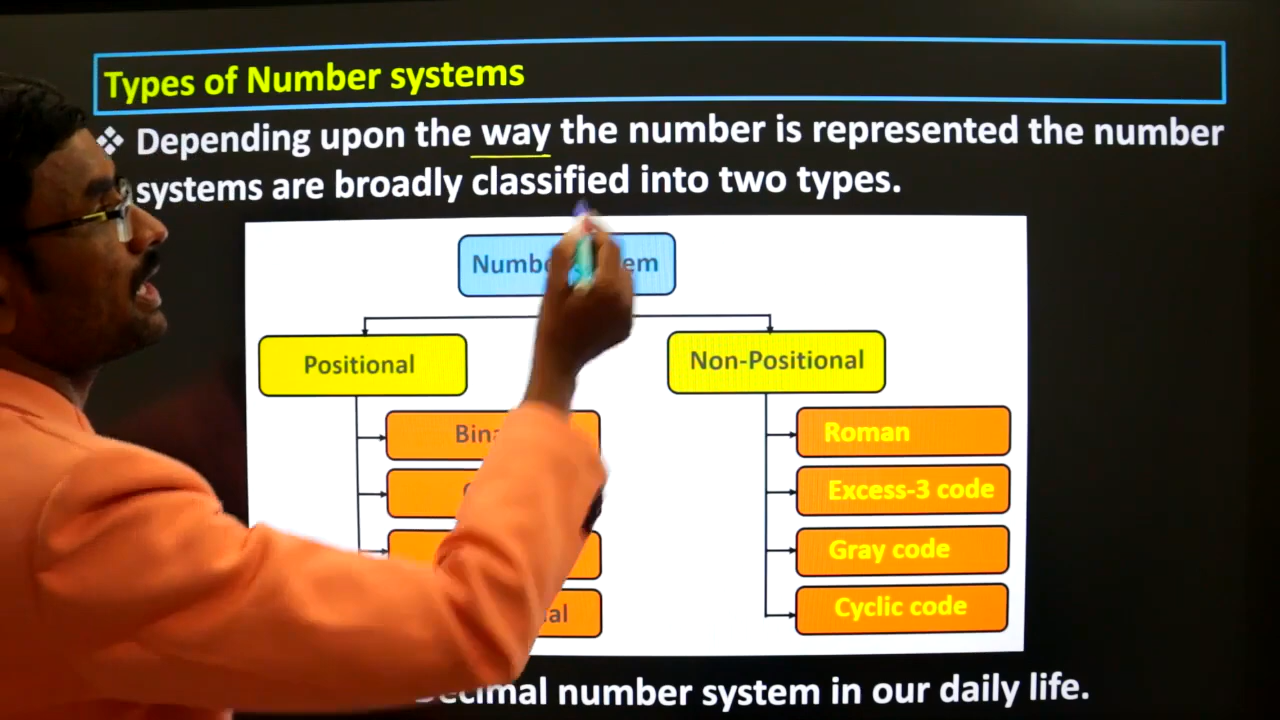 Types of Number systems
❖ Depending upon the way the number is represented the number
systems are broadly classified into two types.
Positional
Non-Positional
Roman
Excess-3 code
Gray code
Cyclic code
number system in our daily life.